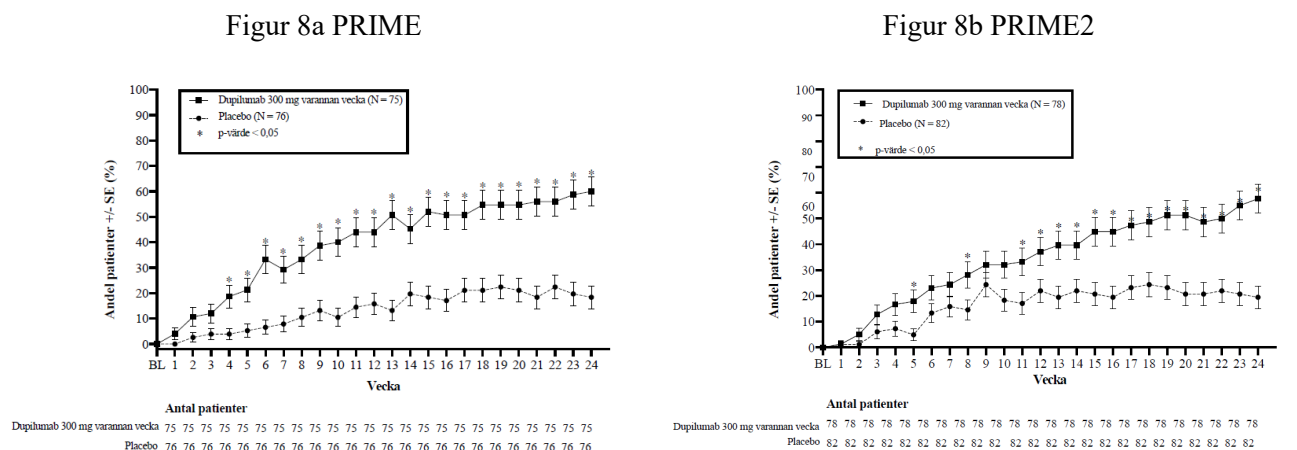 Figur 8a PRIME
Andel patienter +/- SE (%)
100
90
80
70
60
50
40
30
20
10
0
Dupilumab 300 mg varannan vecka (N = 75)
Placebo (N = 76)
* p-värde < 0,05
BL 1 2 3 4 5 6 7 8 9 10 11 12 13 14 15 16 17 18 19 20 21 22 23 24
Vecka
Antal patienter
Dupilumab 300 mg varannan vecka 75 75 75 75 75 75 75 75 75 75 75 75 75 75 75 75 75 75 75 75 75 75 75 75
Placebo 76 76 76 76 76 76 76 76 76 76 76 76 76 76 76 76 76 76 76 76 76 76 76 76
Figur 8b PRIME2
Andel patienter +/- SE (%)
100
90
80
70
60
50
40
30
20
10
0
Dupilumab 300 mg varannan vecka (N = 78)
Placebo (N = 82)
* p-värde < 0,05
BL 1 2 3 4 5 6 7 8 9 10 11 12 13 14 15 16 17 18 19 20 21 22 23 24
Vecka
Antal patienter
Dupilumab 300 mg varannan vecka 78 78 78 78 78 78 78 78 78 78 78 78 78 78 78 78 78 78 78 78 78 78 78
Placebo 82 82 82 82 82 82 82 82 82 82 82 82 82 82 82 82 82 82 82 82 82